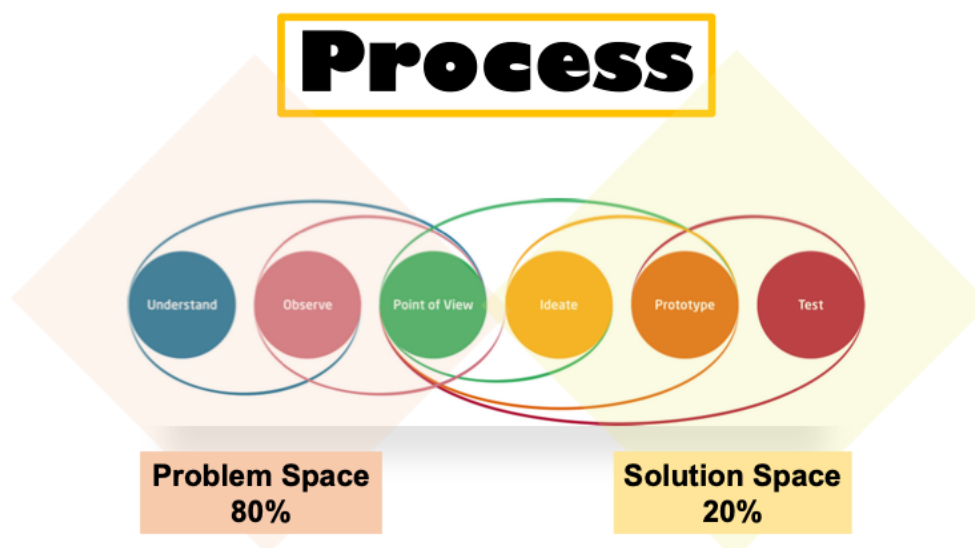 Process
Understand
Observe
Point of View
Ideate
Prototype
Test
Problem Space
80%
Solution Space
20%